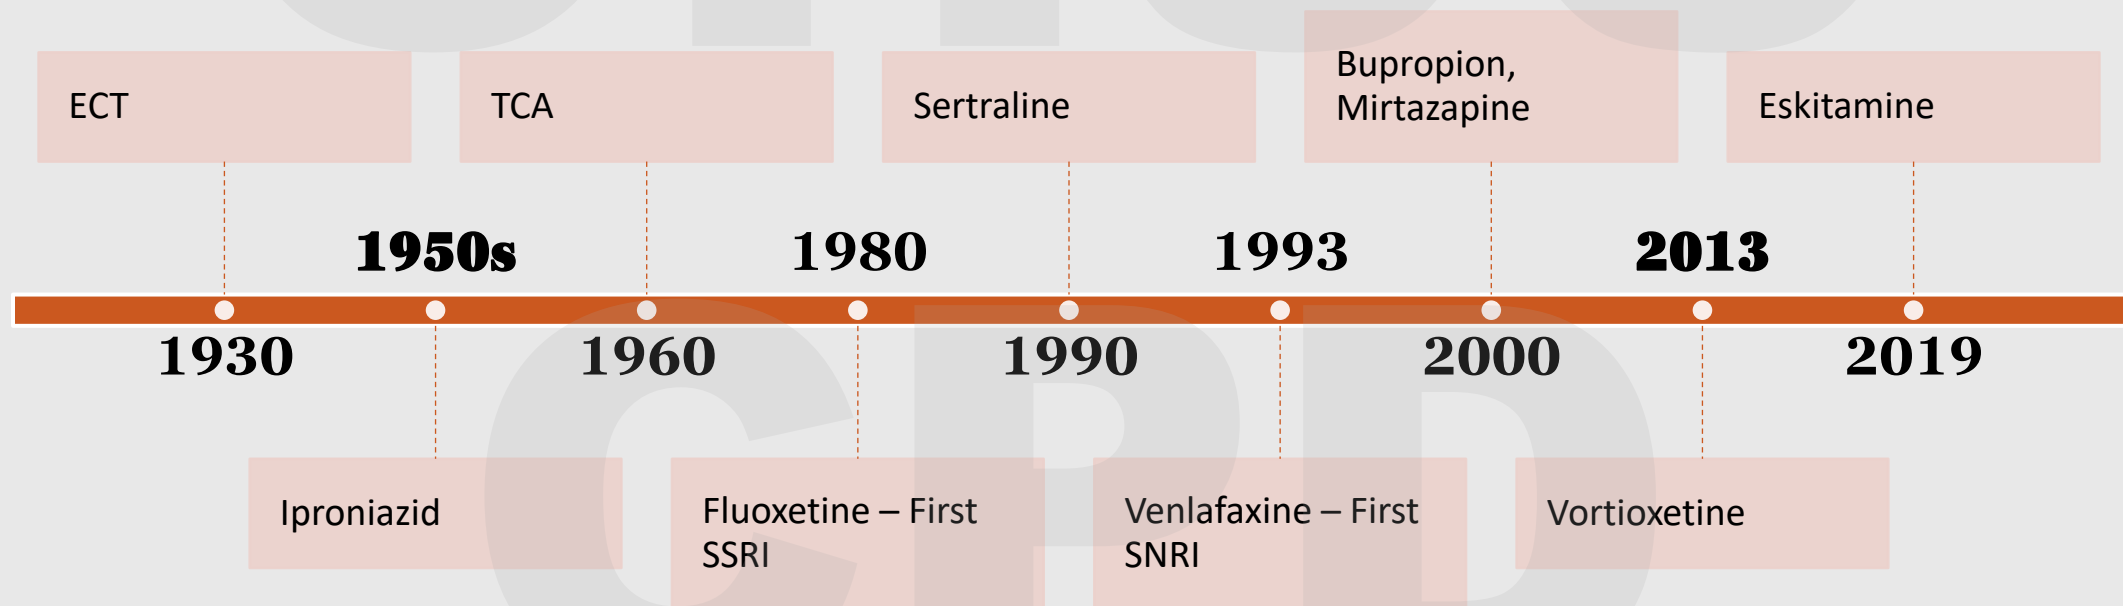 ECT
TCA
Sertraline
Bupropion,
Mirtazapine
Eskitamine
1950s
1980
1993
2013
1930
1960
1990
2000
2019
Iproniazid
Fluoxetine – First
SSRI
Venlafaxine – First
SNRI
Vortioxetine
CPD